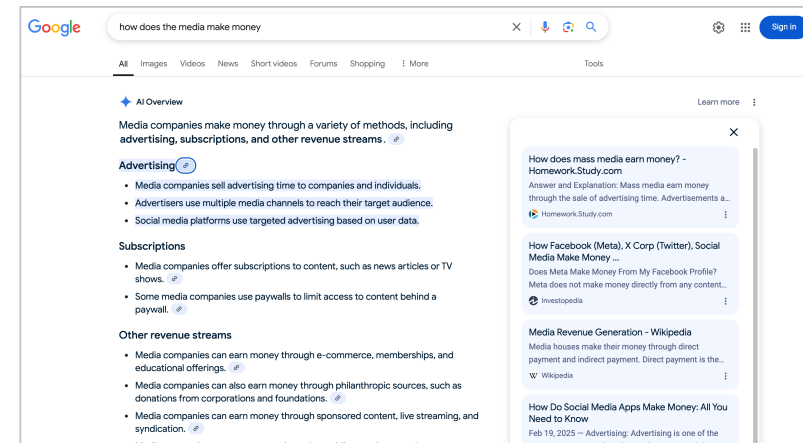 Google
how does the media make money
Sign in
All Images Videos News Short videos Forums Shopping More Tools
AI Overview
Learn more
Media companies make money through a variety of methods, including
advertising, subscriptions, and other revenue streams.
Advertising
• Media companies sell advertising time to companies and individuals.
• Advertisers use multiple media channels to reach their target audience.
• Social media platforms use targeted advertising based on user data.
Subscriptions
• Media companies offer subscriptions to content, such as news articles or TV
shows.
• Some media companies use paywalls to limit access to content behind a
paywall.
Other revenue streams
• Media companies can earn money through e-commerce, memberships, and
educational offerings.
• Media companies can also earn money through philanthropic sources, such as
donations from corporations and foundations.
• Media companies can earn money through sponsored content, live streaming, and
syndication.
How does mass media earn money? -
Homework.Study.com
Answer and Explanation: Mass media earn money
through the sale of advertising time. Advertisements a...
Homework.Study.com
How Facebook (Meta), X Corp (Twitter), Social
Media Make Money ...
Does Meta Make Money From My Facebook Profile?
Meta does not make money directly from any content...
Investopedia
Media Revenue Generation - Wikipedia
Media houses make their money through direct
payment and indirect payment. Direct payment is the...
W Wikipedia
How Do Social Media Apps Make Money: All You
Need to Know
Feb 19, 2025 — Advertising: Advertising is one of the